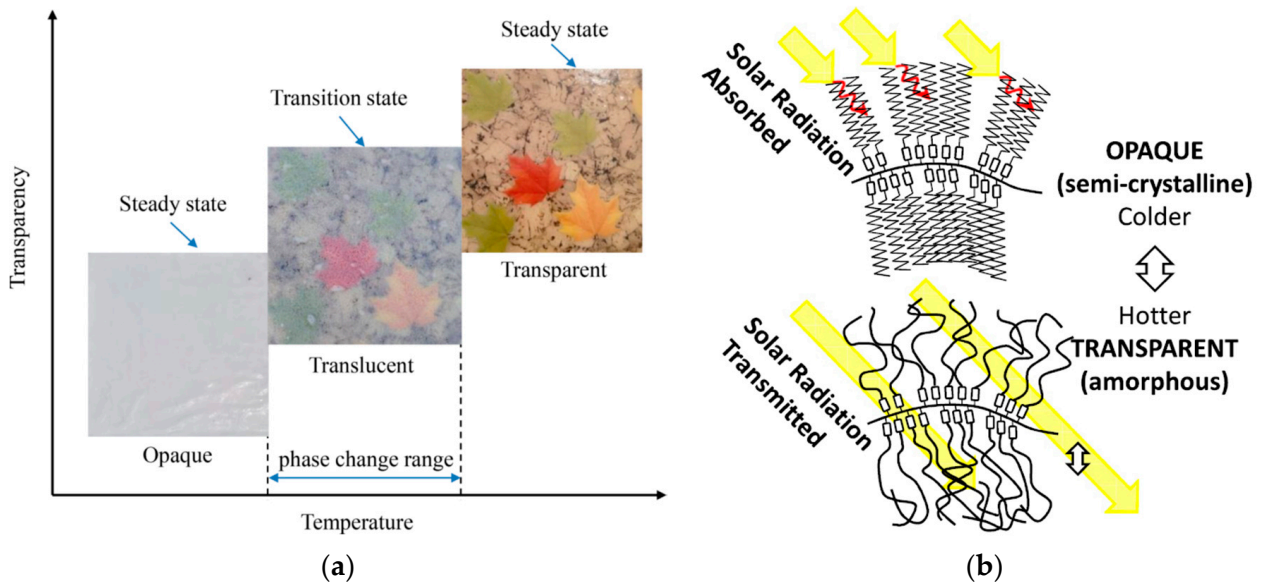 Steady state
Transition state
Steady state
Transparency
Opaque
Translucent
Transparent
phase change range
Temperature
(a)
Solar Radiation
Absorbed
OPAQUE
(semi-crystalline)
Colder
Hotter
TRANSPARENT
(amorphous)
Solar Radiation
Transmitted
(b)